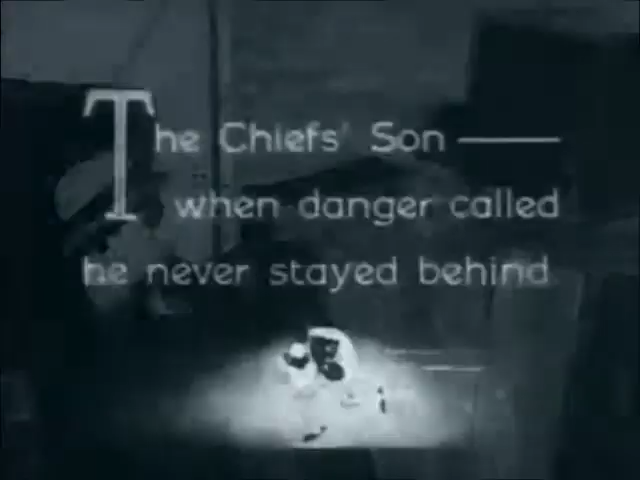 The Chiefs' Son —
when danger called
he never stayed behind